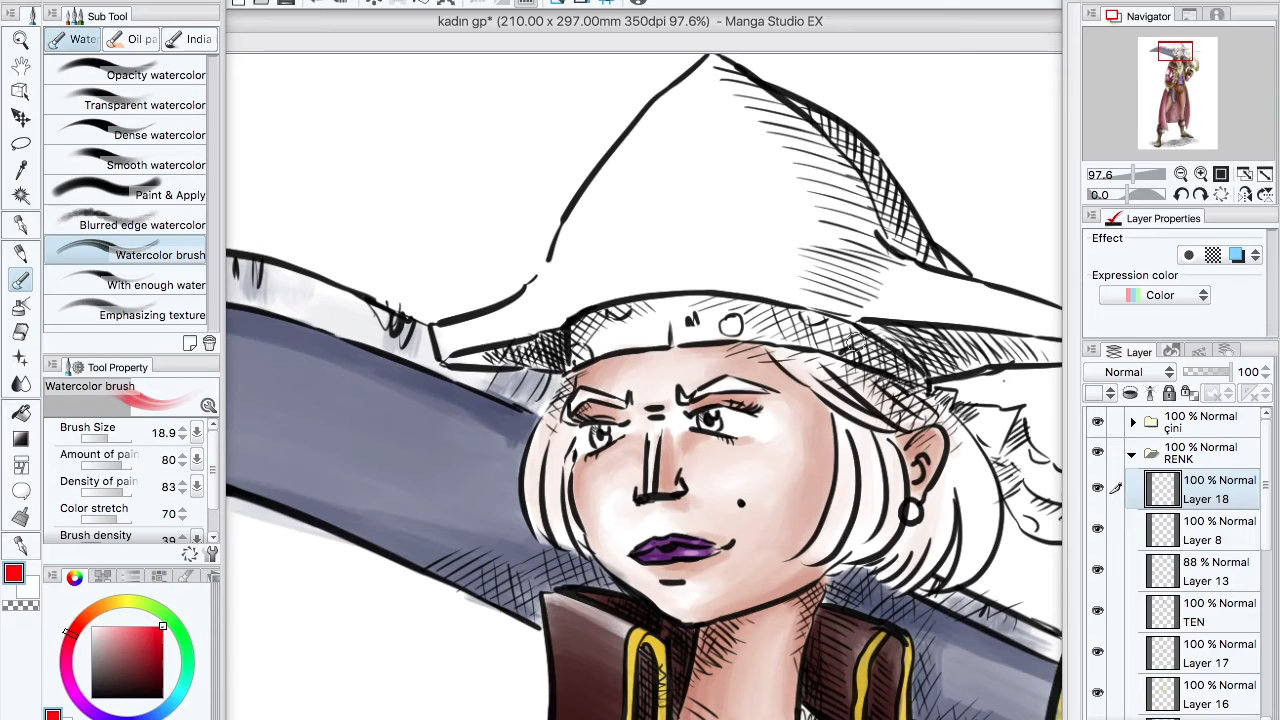 kadın gp* (210.00 x 297.00mm 350dpi 97.6%) - Manga Studio EX
Sub Tool
Wate
Oil pa
India
Opacity watercolor
Transparent watercolor
Dense watercolor
Smooth watercolor
Paint & Apply
Blurred edge watercolor
Watercolor brush
With enough water
Emphasizing texture
Tool Property
Watercolor brush
Brush Size 18.9
Amount of pain 80
Density of pain 83
Color stretch 70
Brush density 39
Navigator
97.6
0.0
Layer Properties
Effect
Expression color
Color
Layer
Normal 100
100 % Normal
çini
100 % Normal
RENK
100 % Normal
Layer 18
100 % Normal
Layer 8
88 % Normal
Layer 13
100 % Normal
TEN
100 % Normal
Layer 17
100 % Normal
Layer 16
100 % Normal